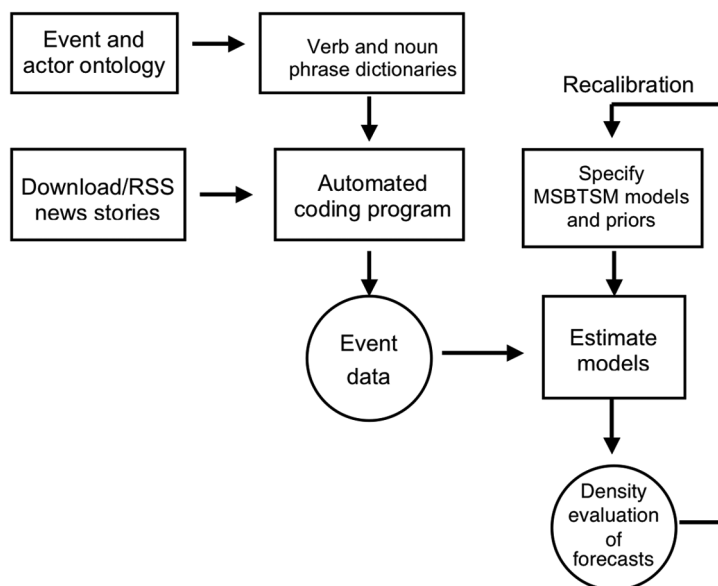 Event and
actor ontology
Verb and noun
phrase dictionaries
Recalibration
Download/RSS
news stories
Automated
coding program
Specify
MSBTSM models
and priors
Event
data
Estimate
models
Density
evaluation
of
forecasts